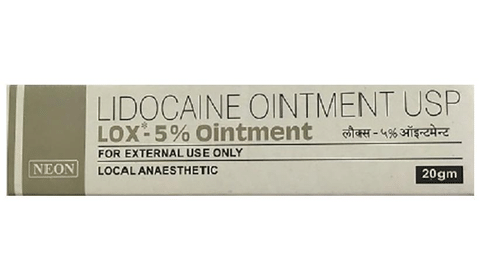 LIDOCAINE OINTMENT USP
LOX*-5% Ointment लौक्स - ५% ऑइन्टमेन्ट
FOR EXTERNAL USE ONLY
NEON LOCAL ANAESTHETIC 20gm